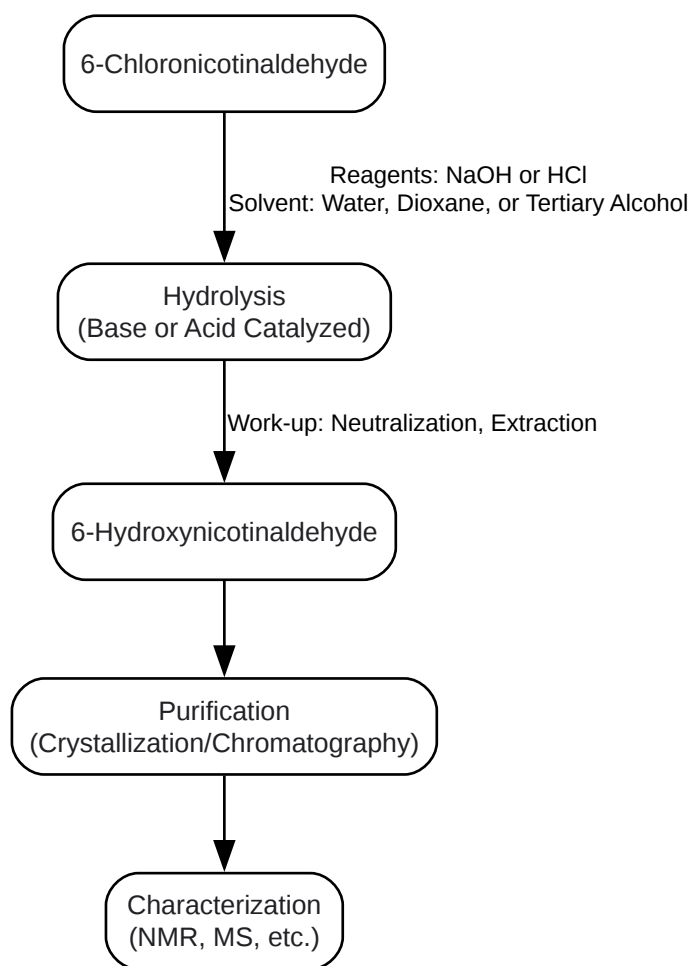 6-Chloronicotinaldehyde
Reagents: NaOH or HCl
Solvent: Water, Dioxane, or Tertiary Alcohol
Hydrolysis
(Base or Acid Catalyzed)
Work-up: Neutralization, Extraction
6-Hydroxynicotinaldehyde
Purification
(Crystallization/Chromatography)
Characterization
(NMR, MS, etc.)